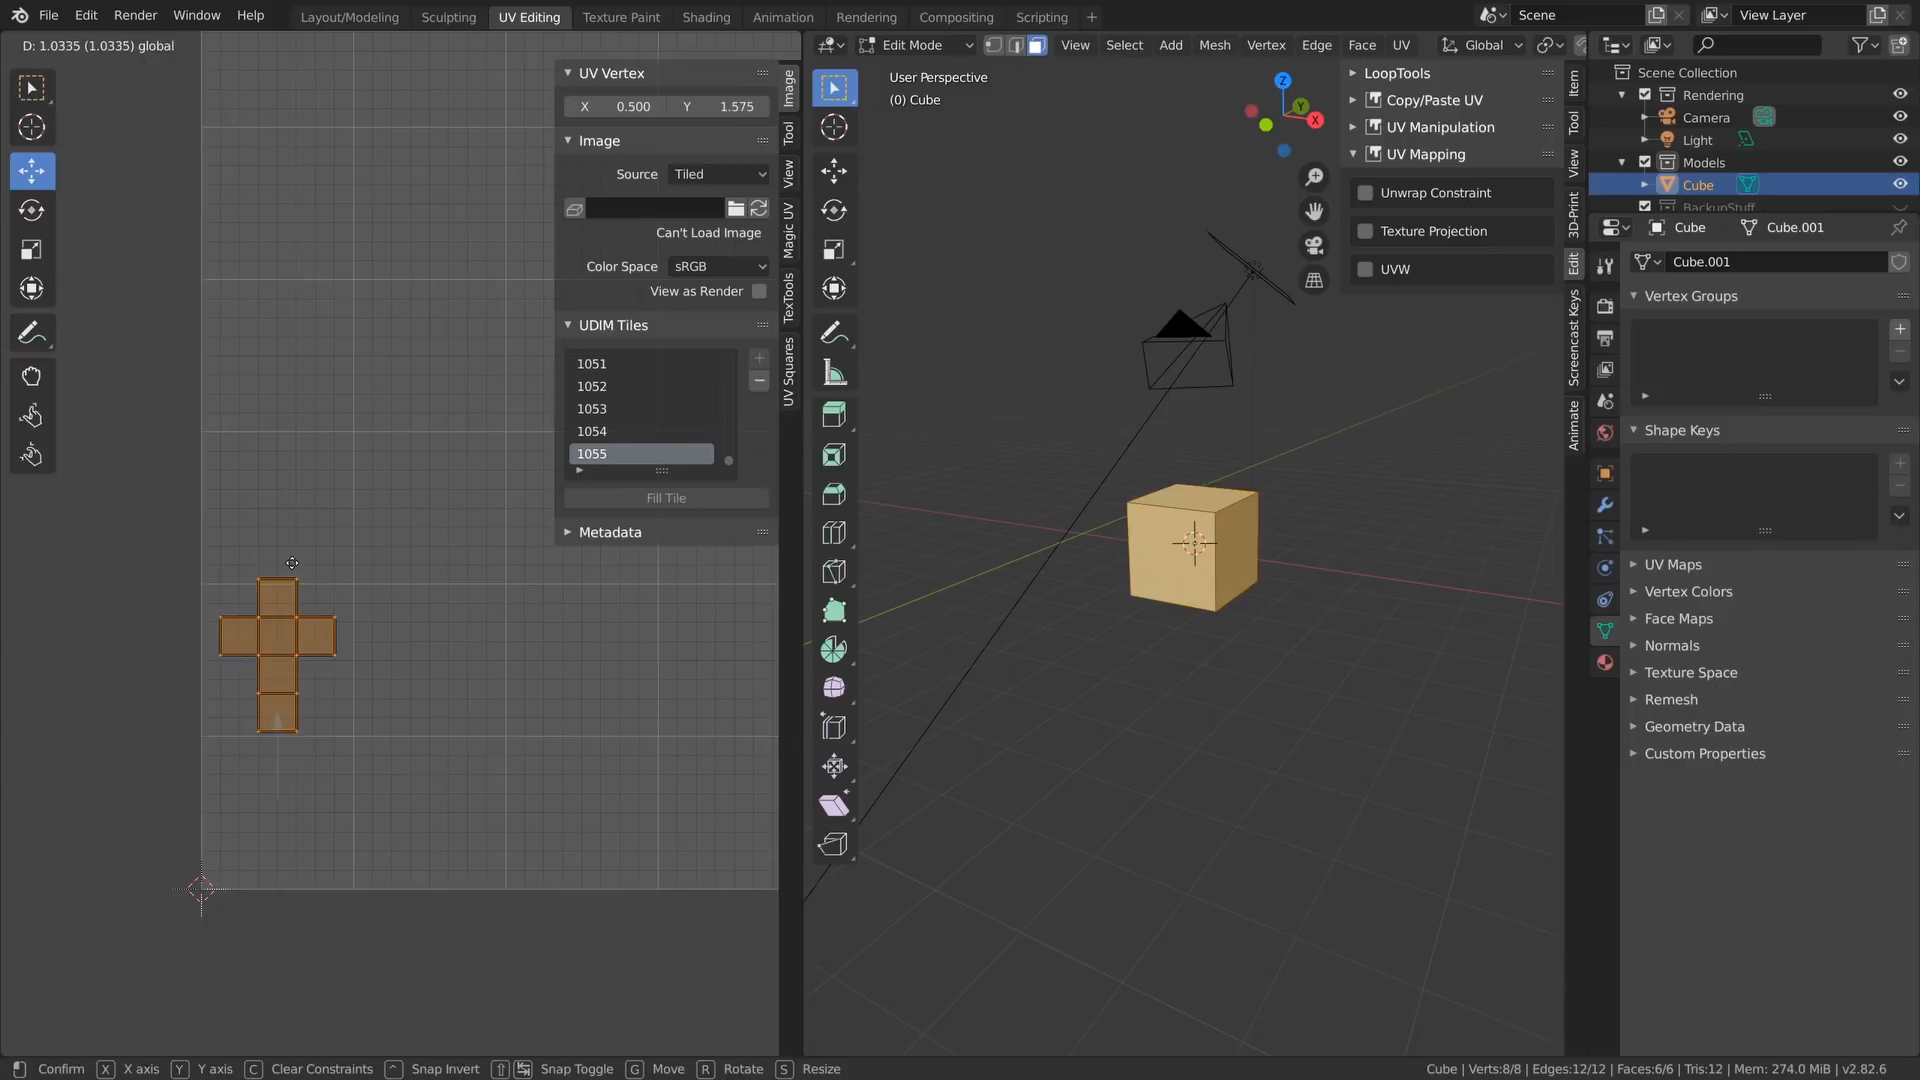 File Edit Render Window Help Layout/Modeling Sculpting UV Editing Texture Paint Shading Animation Rendering Compositing Scripting + Scene View Layer
D: 1.0335 (1.0335) global
UV Vertex
X 0.500 Y 1.575
Image
Source Tiled
Can't Load Image
Color Space sRGB
View as Render
UDIM Tiles
1051
1052
1053
1054
1055
Fill Tile
Metadata
Image
Tool
View
Magic UV
TexTools
UV Squares
Edit Mode View Select Add Mesh Vertex Edge Face UV Global
User Perspective
(0) Cube
Z
Y
X
LoopTools
Copy/Paste UV
UV Manipulation
UV Mapping
Unwrap Constraint
Texture Projection
UVW
Item
Tool
View
3D-Print
Edit
Screencast Keys
Animate
Scene Collection
Rendering
Camera
Light
Models
Cube
BackupStuff
Cube Cube.001
Cube.001
Vertex Groups
Shape Keys
UV Maps
Vertex Colors
Face Maps
Normals
Texture Space
Remesh
Geometry Data
Custom Properties
Confirm X X axis Y Y axis C Clear Constraints ^ Snap Invert Snap Toggle G Move R Rotate S Resize
Cube | Verts:8/8 | Edges:12/12 | Faces:6/6 | Tris:12 | Mem: 274.0 MiB | v2.82.6